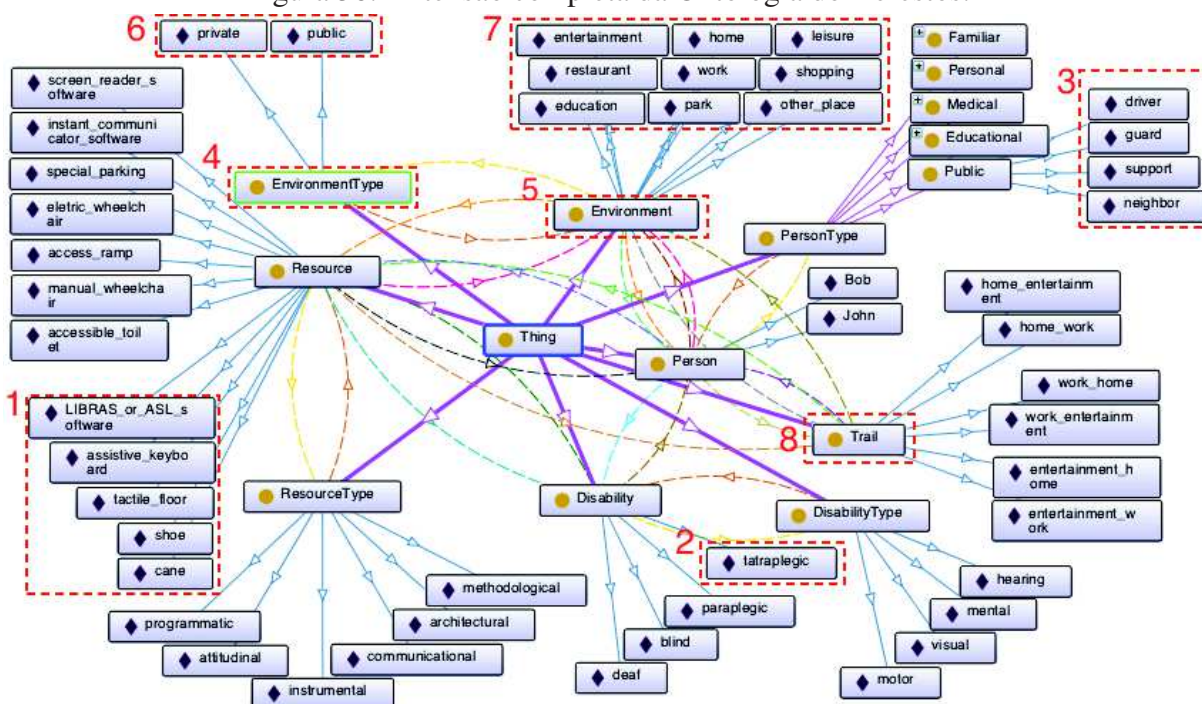 6
private
public
7
entertainment
home
leisure
restaurant
work
shopping
education
park
other_place
Familiar
Personal
Medical
Educational
Public
3
driver
guard
support
neighbor
screen_reader_s
oftware
instant_communi
cator_software
special_parking
eletric_wheelch
air
access_ramp
manual_wheelcha
ir
accessible_toil
et
4
EnvironmentType
5
Environment
PersonType
Resource
Bob
John
Thing
Person
home_entertainm
ent
home_work
work_home
work_entertainm
ent
8
Trail
entertainment_h
ome
entertainment_w
ork
1
LIBRAS_or_ASL_s
oftware
assistive_keybo
ard
tactile_floor
shoe
cane
ResourceType
Disability
DisabilityType
2
tatraplegic
methodological
architectural
communicational
instrumental
attitudinal
programmatic
paraplegic
blind
deaf
hearing
mental
visual
motor